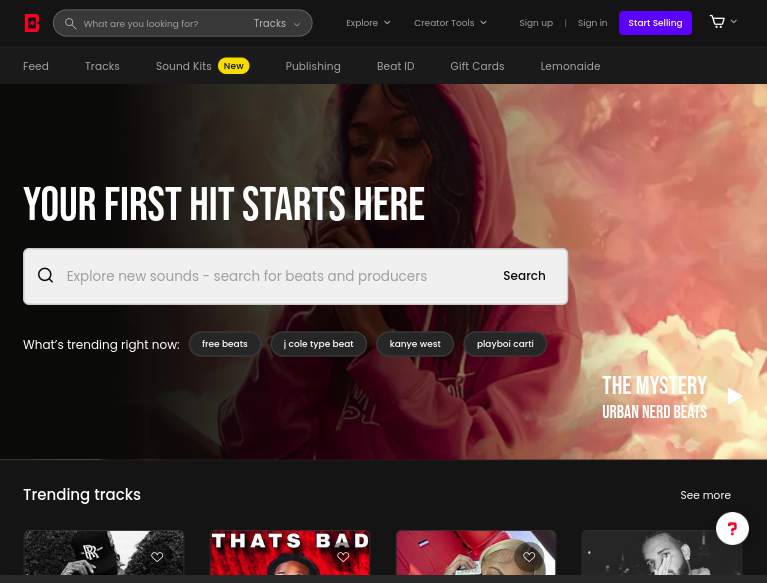 What are you looking for? Tracks Explore Creator Tools Sign up | Sign in Start Selling
Feed Tracks Sound Kits New Publishing Beat ID Gift Cards Lemonaide
YOUR FIRST HIT STARTS HERE
Explore new sounds - search for beats and producers Search
What's trending right now: free beats j cole type beat kanye west playboi carti
THE MYSTERY
URBAN NERD BEATS
Trending tracks See more
?
THATS BAD